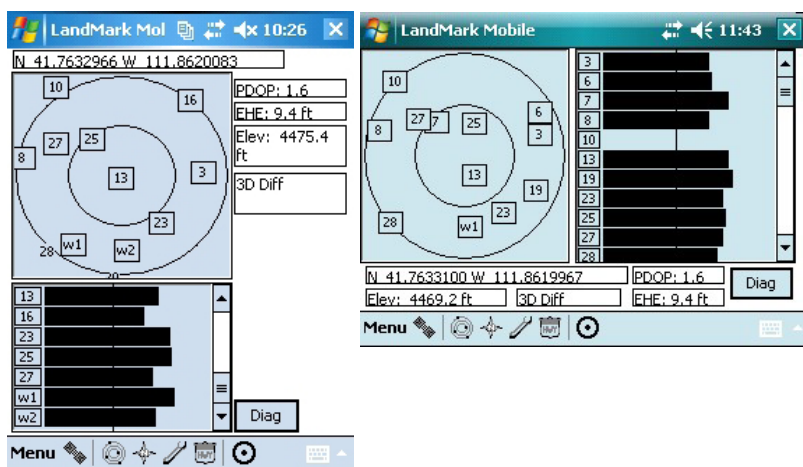 LandMark Mol 10:26 X
N 41.7632966 W 111.8620083
10
16
27
25
8
13
3
23
28
w1
w2
PDOP: 1.6
EHE: 9.4 ft
Elev: 4475.4
ft
3D Diff
13
16
23
25
27
w1
w2
Diag
Menu HWY
LandMark Mobile 11:43 X
10
27
7
25
6
8
3
13
19
28
23
w1
3
6
7
8
10
13
19
23
25
27
28
N 41.7633100 W 111.8619967
PDOP: 1.6
Diag
Elev: 4469.2 ft
3D Diff
EHE: 9.4 ft
Menu HWY